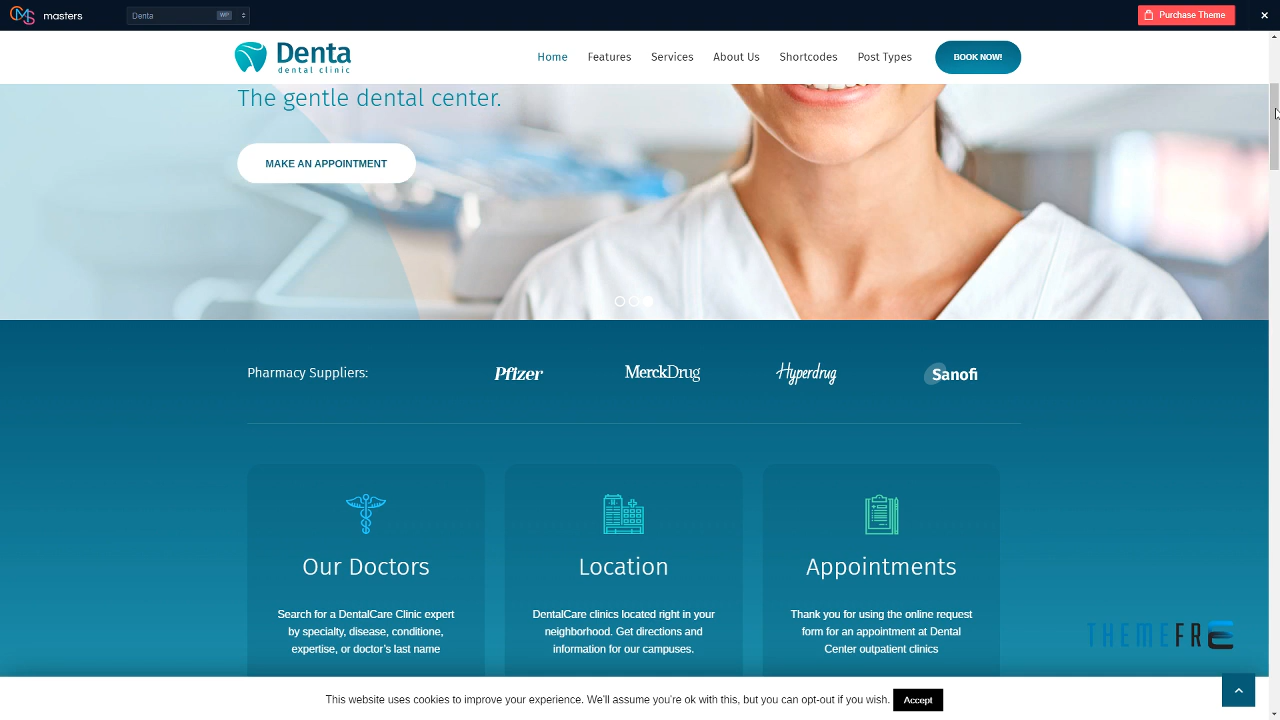 masters
Denta
WP
Purchase Theme
Denta
dental clinic
Home
Features
Services
About Us
Shortcodes
Post Types
BOOK NOW!
The gentle dental center.
MAKE AN APPOINTMENT
Pharmacy Suppliers:
Pfizer
MerckDrug
Hyperdrug
Sanofi
Our Doctors
Search for a DentalCare Clinic expert
by specialty, disease, conditione,
expertise, or doctor's last name
Location
DentalCare clinics located right in your
neighborhood. Get directions and
information for our campuses.
Appointments
Thank you for using the online request
form for an appointment at Dental
Center outpatient clinics
THEMEFRE
This website uses cookies to improve your experience. We'll assume you're ok with this, but you can opt-out if you wish.
Accept